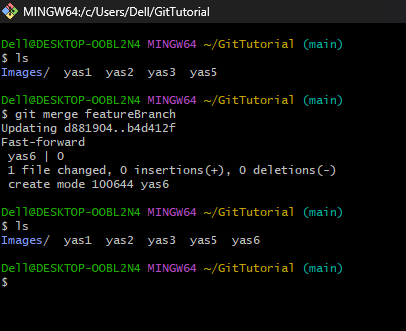 MINGW64:/c/Users/Dell/GitTutorial
Dell@DESKTOP-OOBL2N4 MINGW64 ~/GitTutorial (main)
$ ls
Images/  yas1  yas2  yas3  yas5
Dell@DESKTOP-OOBL2N4 MINGW64 ~/GitTutorial (main)
$ git merge featureBranch
Updating d881904..b4d412f
Fast-forward
 yas6 | 0
 1 file changed, 0 insertions(+), 0 deletions(-)
 create mode 100644 yas6
Dell@DESKTOP-OOBL2N4 MINGW64 ~/GitTutorial (main)
$ ls
Images/  yas1  yas2  yas3  yas5  yas6
Dell@DESKTOP-OOBL2N4 MINGW64 ~/GitTutorial (main)
$